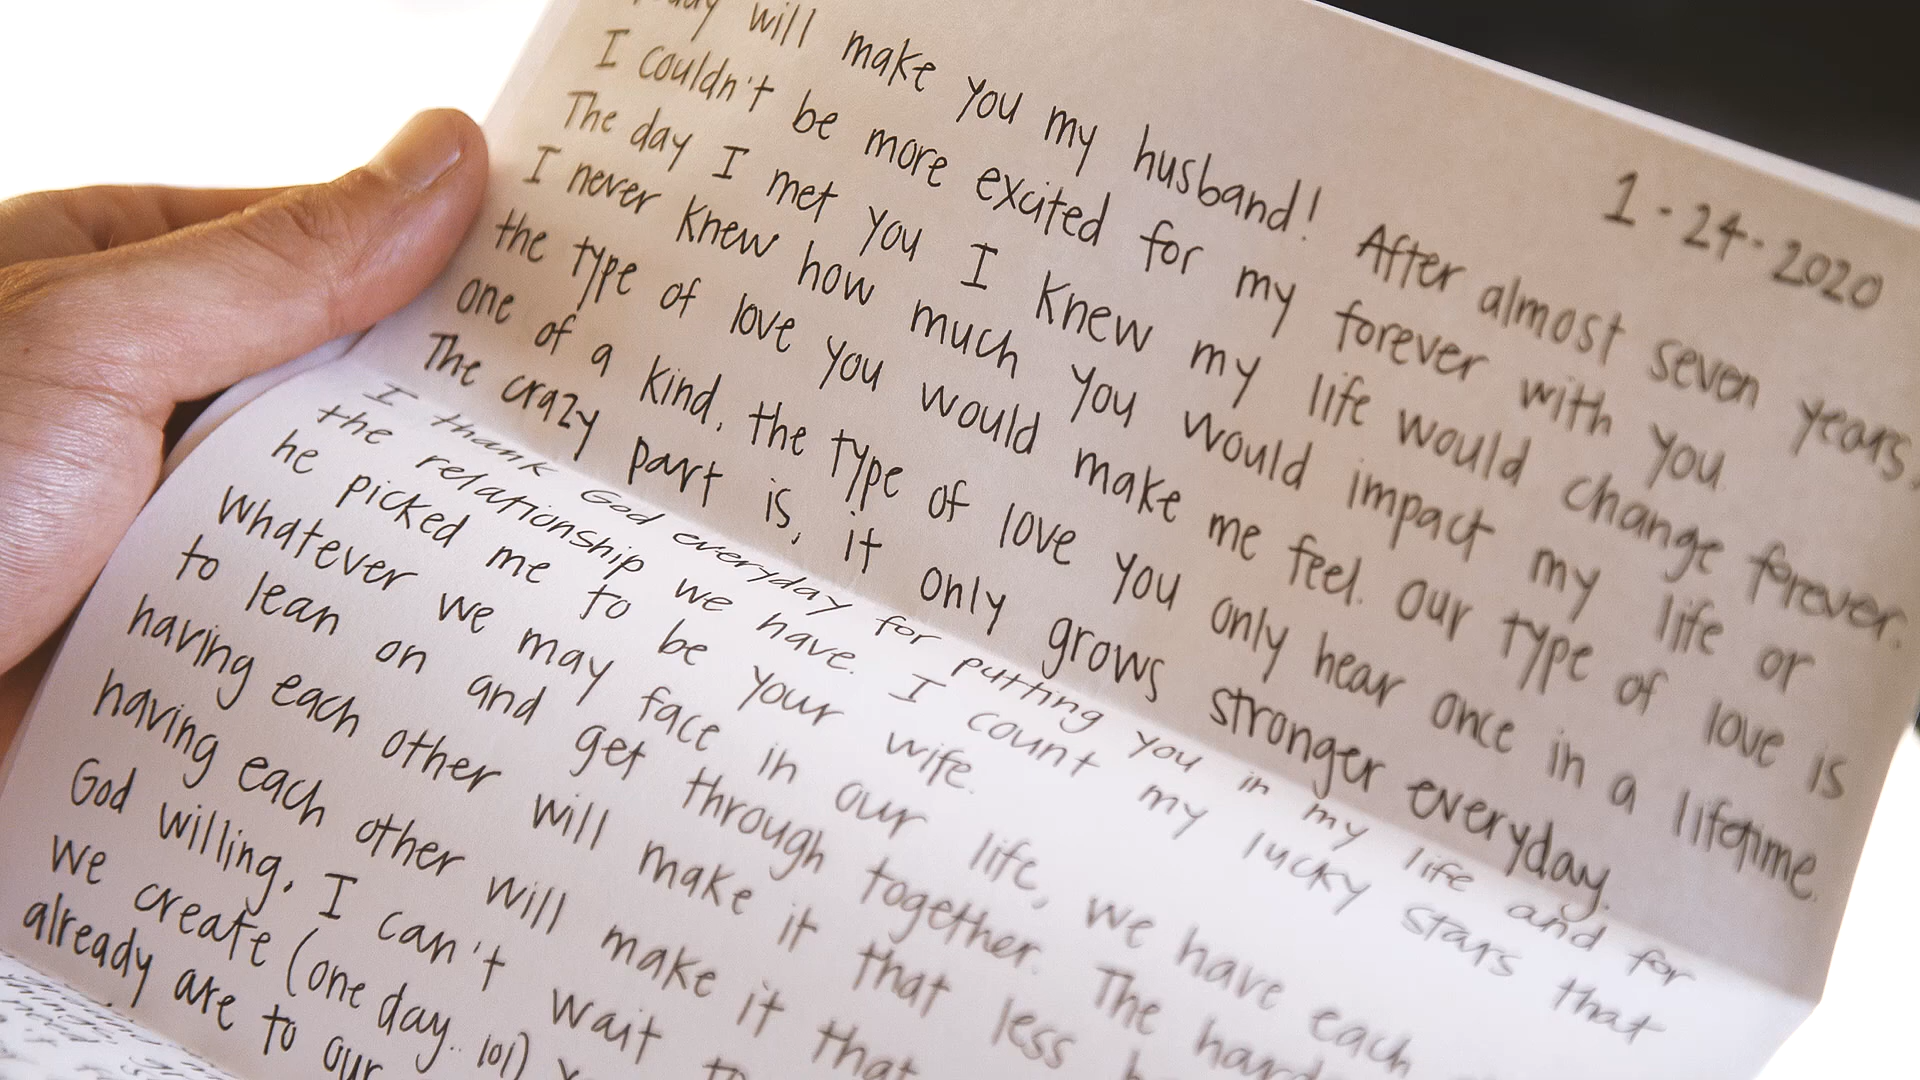 1-24-2020
will make you my husband! After almost seven years,
I couldn't be more excited for my forever with you.
The day I met you I knew my life would change forever.
I never knew how much you would impact my life or
the type of love you would make me feel. Our type of love is
one of a kind, the type of love you only hear once in a lifetime.
The crazy part is, it only grows stronger everyday.
I thank God everyday for putting you in my life and for
the relationship we have. I count my lucky stars that
he picked me to be your wife.
Whatever we may face in our life, we have each
to lean on and get through together. The hard
having each other will make it that less
having each other will make it that
God willing, I can't wait
we create (one day.. lol)
already are to our